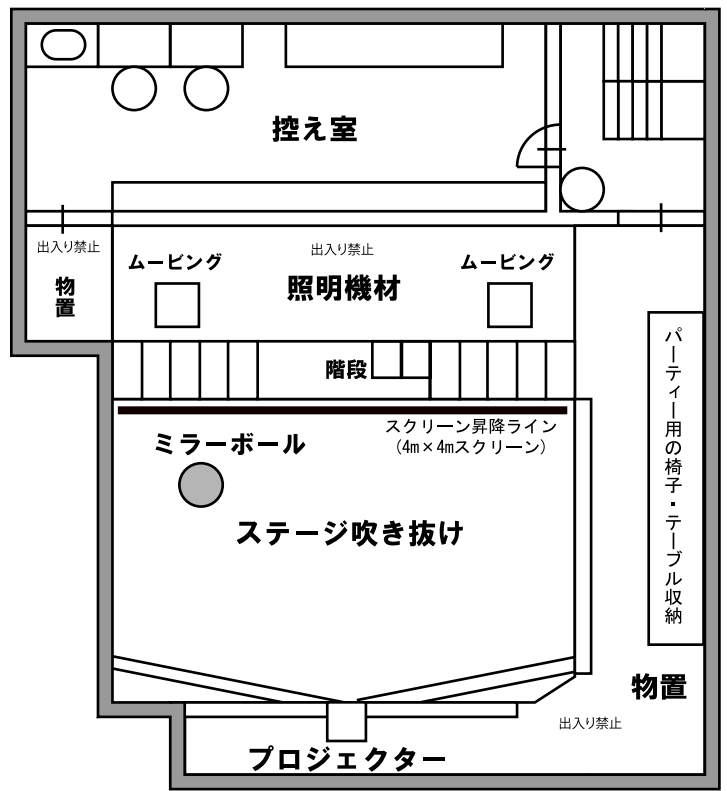 控え室
出入り禁止
出入り禁止
ムービング
ムービング
物置
照明機材
階段
スクリーン昇降ライン
（4m×4mスクリーン）
ミラーボール
ステージ吹き抜け
パーティー用の椅子・テーブル収納
物置
出入り禁止
プロジェクター